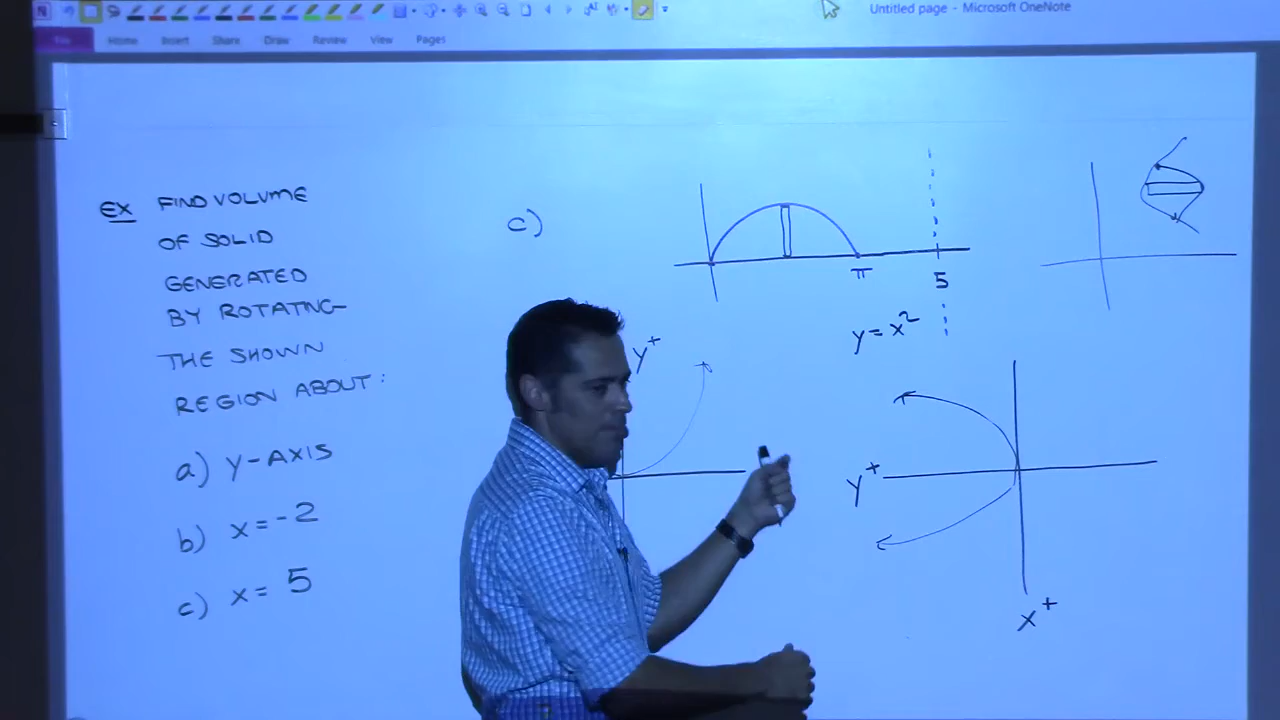 Untitled page - Microsoft OneNote
File Home Insert Share Draw Review View Pages
EX FIND VOLUME
OF SOLID
GENERATED
BY ROTATING
THE SHOWN
REGION ABOUT:
a) y-AXIS
b) x=-2
c) x= 5
c)
π
5
y=x²
y⁺
y⁺
x⁺